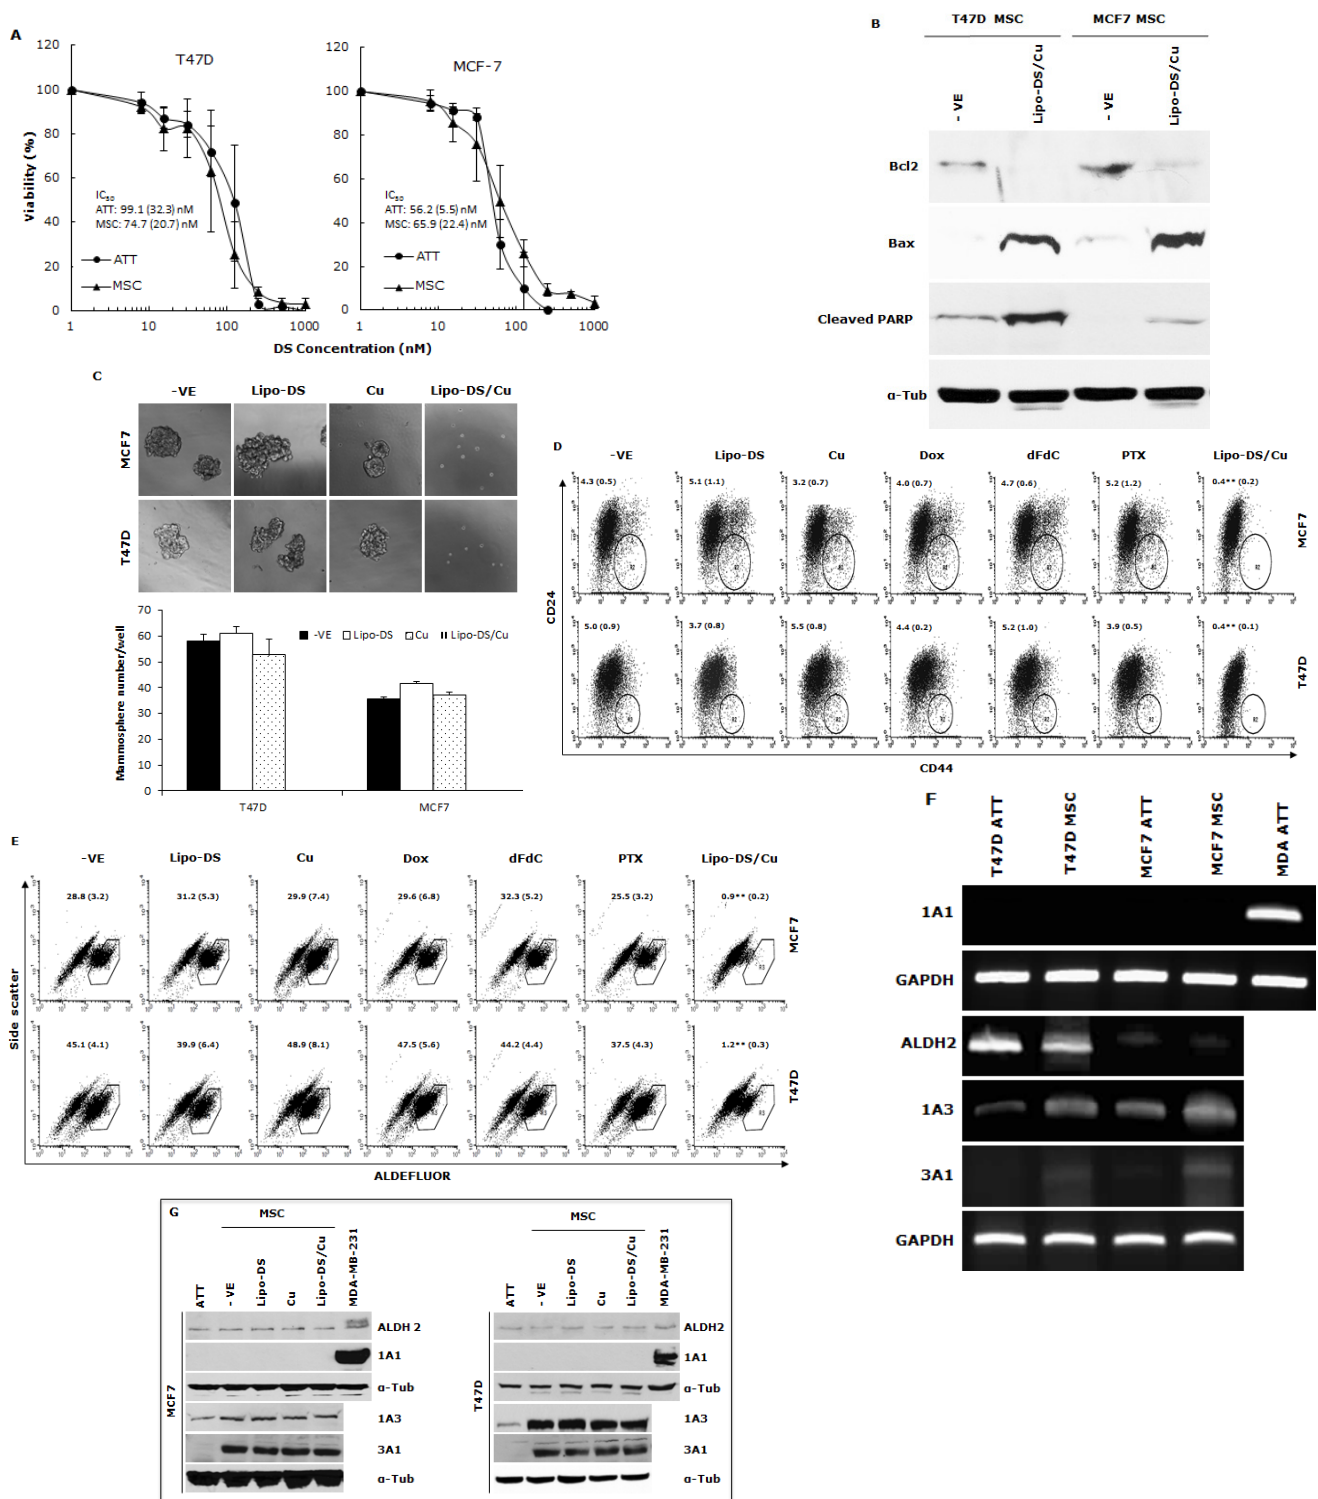 A
T47D
MCF-7
120
100
80
60
40
20
0
120
100
80
60
40
20
0
Viability (%)
IC50
ATT: 99.1 (32.3) nM
MSC: 74.7 (20.7) nM
ATT
MSC
IC50
ATT: 56.2 (5.5) nM
MSC: 65.9 (22.4) nM
ATT
MSC
1 10 100 1000
1 10 100 1000
DS Concentration (nM)
B
T47D MSC MCF7 MSC
- VE
Lipo-DS/Cu
- VE
Lipo-DS/Cu
Bcl2
Bax
Cleaved PARP
α-Tub
C
-VE Lipo-DS Cu Lipo-DS/Cu
MCF7
T47D
Mammosphere number/well
70
60
50
40
30
20
10
0
-VE Lipo-DS Cu Lipo-DS/Cu
T47D MCF7
D
-VE Lipo-DS Cu Dox dFdC PTX Lipo-DS/Cu
4.3 (0.5) 5.1 (1.1) 3.2 (0.7) 4.0 (0.7) 4.7 (0.6) 5.2 (1.2) 0.4** (0.2)
MCF7
5.0 (0.9) 3.7 (0.8) 5.5 (0.8) 4.4 (0.2) 5.2 (1.0) 3.9 (0.5) 0.4** (0.1)
T47D
CD24
CD44
E
-VE Lipo-DS Cu Dox dFdC PTX Lipo-DS/Cu
28.8 (3.2) 31.2 (5.3) 29.9 (7.4) 29.6 (6.8) 32.3 (5.2) 25.5 (3.2) 0.9** (0.2)
MCF7
45.1 (4.1) 39.9 (6.4) 48.9 (8.1) 47.5 (5.6) 44.2 (4.4) 37.5 (4.3) 1.2** (0.3)
T47D
Side scatter
ALDEFLUOR
F
T47D ATT
T47D MSC
MCF7 ATT
MCF7 MSC
MDA ATT
1A1
GAPDH
ALDH2
1A3
3A1
GAPDH
G
MSC
ATT
- VE
Lipo-DS
Cu
Lipo-DS/Cu
MDA-MB-231
MCF7
ALDH 2
1A1
α-Tub
1A3
3A1
α-Tub
MSC
ATT
- VE
Lipo-DS
Cu
Lipo-DS/Cu
MDA-MB-231
T47D
ALDH2
1A1
α-Tub
1A3
3A1
α-Tub